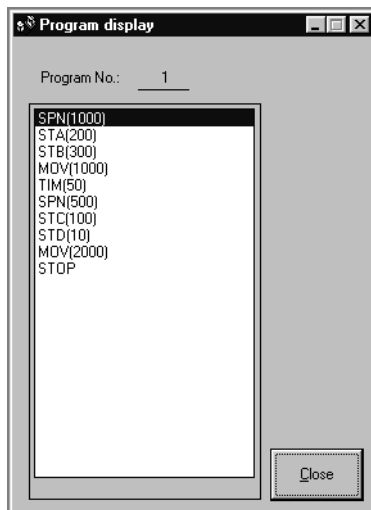 Program display
Program No.: 1
SPN(1000)
STA(200)
STB(300)
MOV(1000)
TIM(50)
SPN(500)
STC(100)
STD(10)
MOV(2000)
STOP
Close